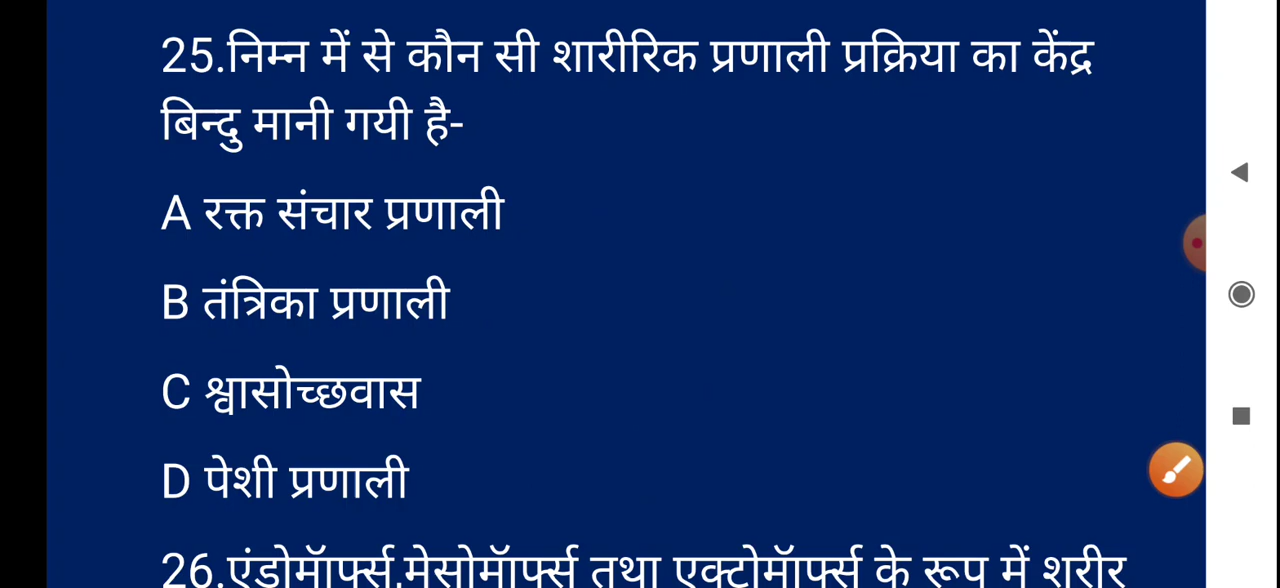 25.निम्न में से कौन सी शारीरिक प्रणाली प्रक्रिया का केंद्र
बिन्दु मानी गयी है-
A रक्त संचार प्रणाली
B तंत्रिका प्रणाली
C श्वासोच्छवास
D पेशी प्रणाली
26.एंडोमॉर्फ्स,मेसोमॉर्फ्स तथा एक्टोमॉर्फ्स के रूप में शरीर